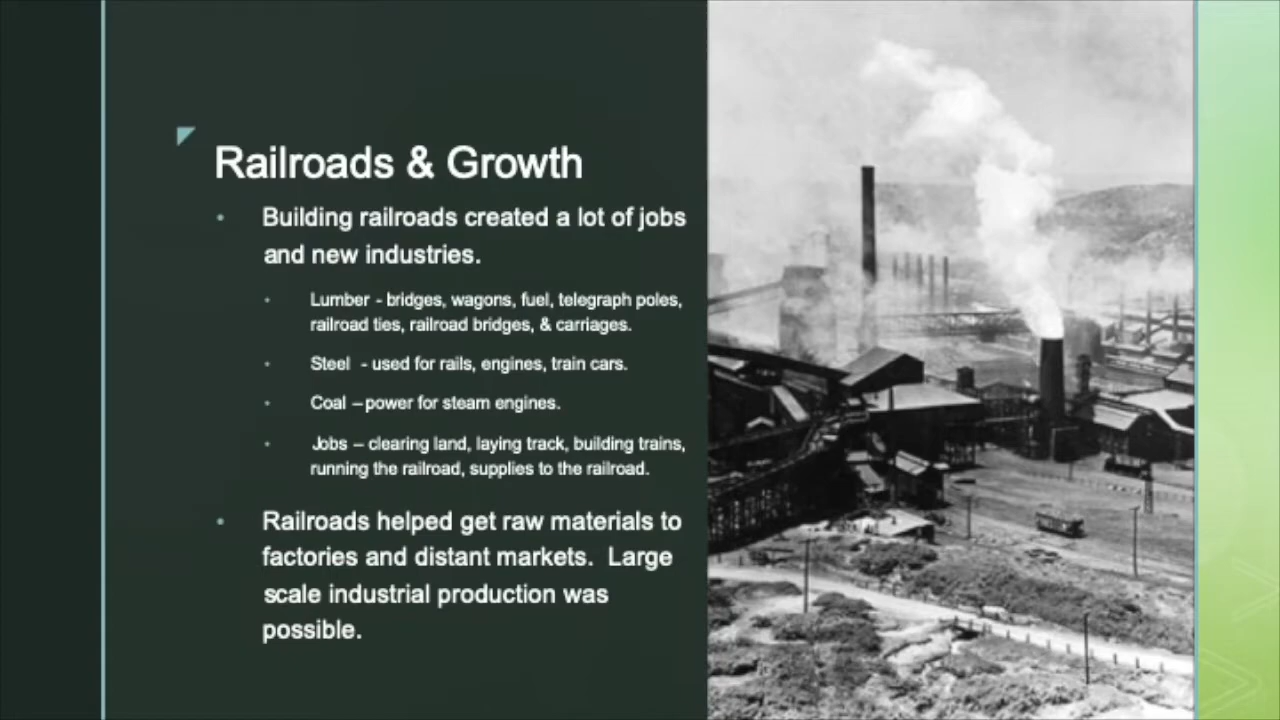 Railroads & Growth
• Building railroads created a lot of jobs
and new industries.
• Lumber - bridges, wagons, fuel, telegraph poles,
railroad ties, railroad bridges, & carriages.
• Steel - used for rails, engines, train cars.
• Coal – power for steam engines.
• Jobs – clearing land, laying track, building trains,
running the railroad, supplies to the railroad.
• Railroads helped get raw materials to
factories and distant markets. Large
scale industrial production was
possible.